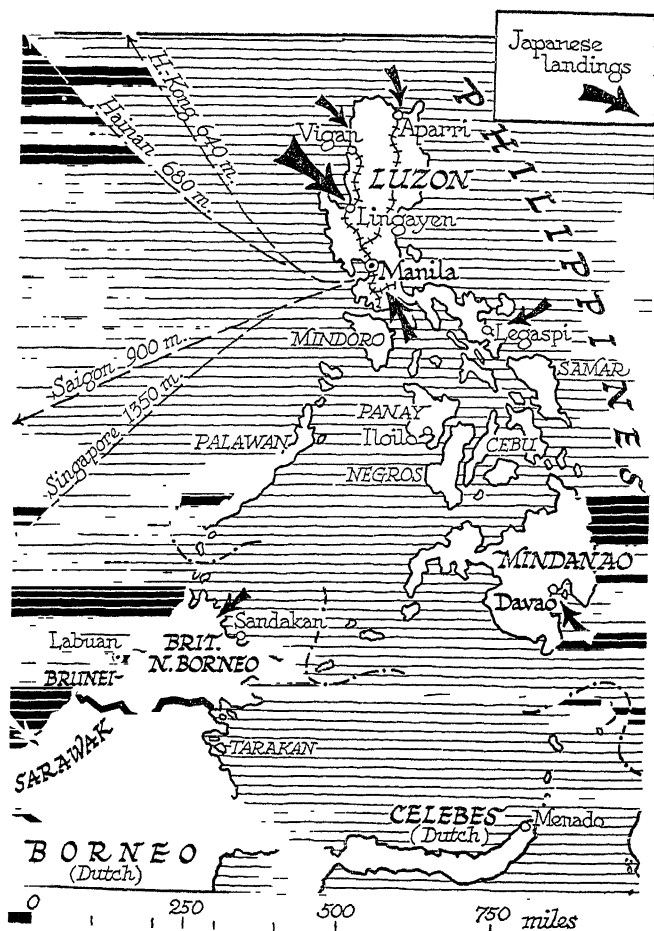 Japanese
landings
H-Kong 640 m.
Hainan 680 m.
PHILIPPINES
Vigan
Aparri
LUZON
Lingayen
Manila
Legaspi
MINDORO
SAMAR
Saigon 900 m.
Singapore 1350 m.
PANAY
Iloilo
CEBU
PALAWAN
NEGROS
MINDANAO
Davao
Sandakan
Labuan
BRIT.
N. BORNEO
BRUNEI
SARAWAK
TARAKAN
CELEBES
(Dutch)
Menado
BORNEO
(Dutch)
0 250 500 750 miles